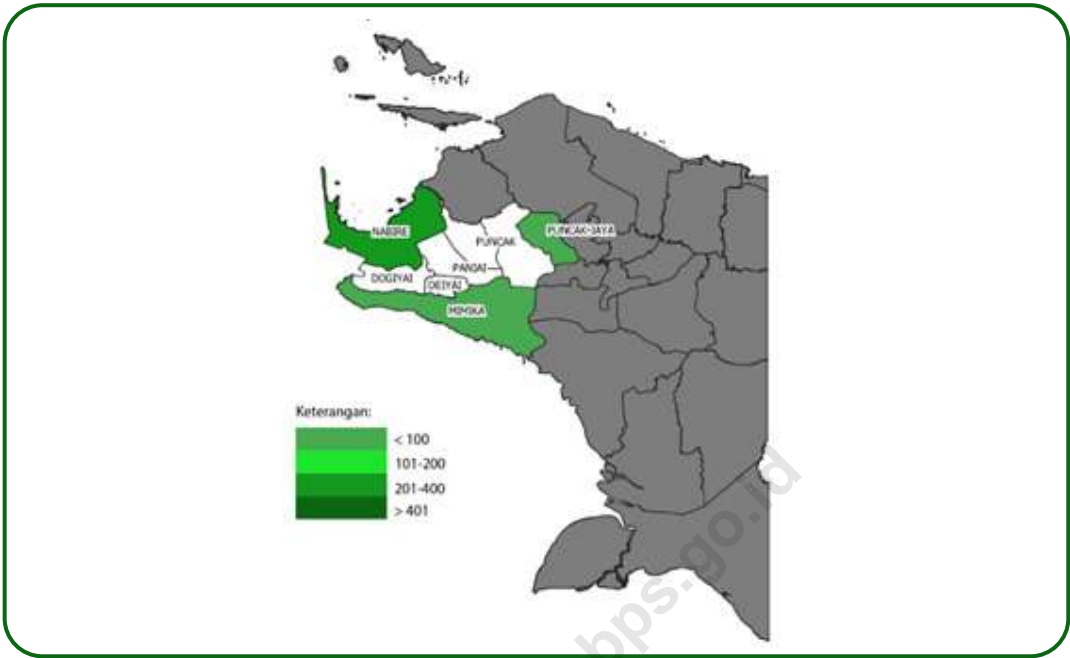 NABIRE
PUNCAK
PUNCAK JAYA
PANIAI
DOGIYAI
DEIYAI
MIMIKA
Keterangan:
< 100
101-200
201-400
> 401
bps.go.id